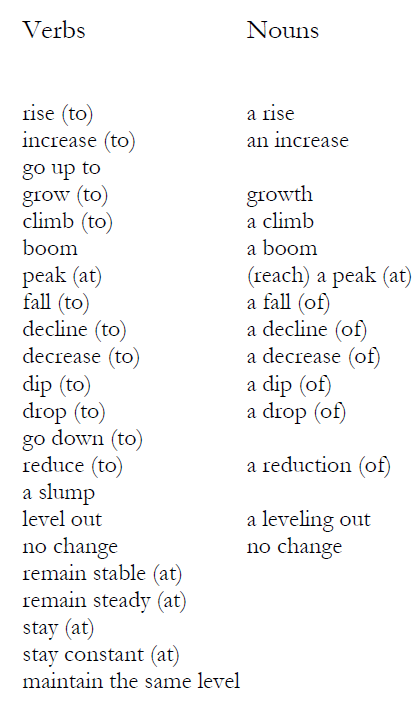 Verbs Nouns
rise (to) a rise
increase (to) an increase
go up to
grow (to) growth
climb (to) a climb
boom a boom
peak (at) (reach) a peak (at)
fall (to) a fall (of)
decline (to) a decline (of)
decrease (to) a decrease (of)
dip (to) a dip (of)
drop (to) a drop (of)
go down (to)
reduce (to) a reduction (of)
a slump
level out a leveling out
no change no change
remain stable (at)
remain steady (at)
stay (at)
stay constant (at)
maintain the same level